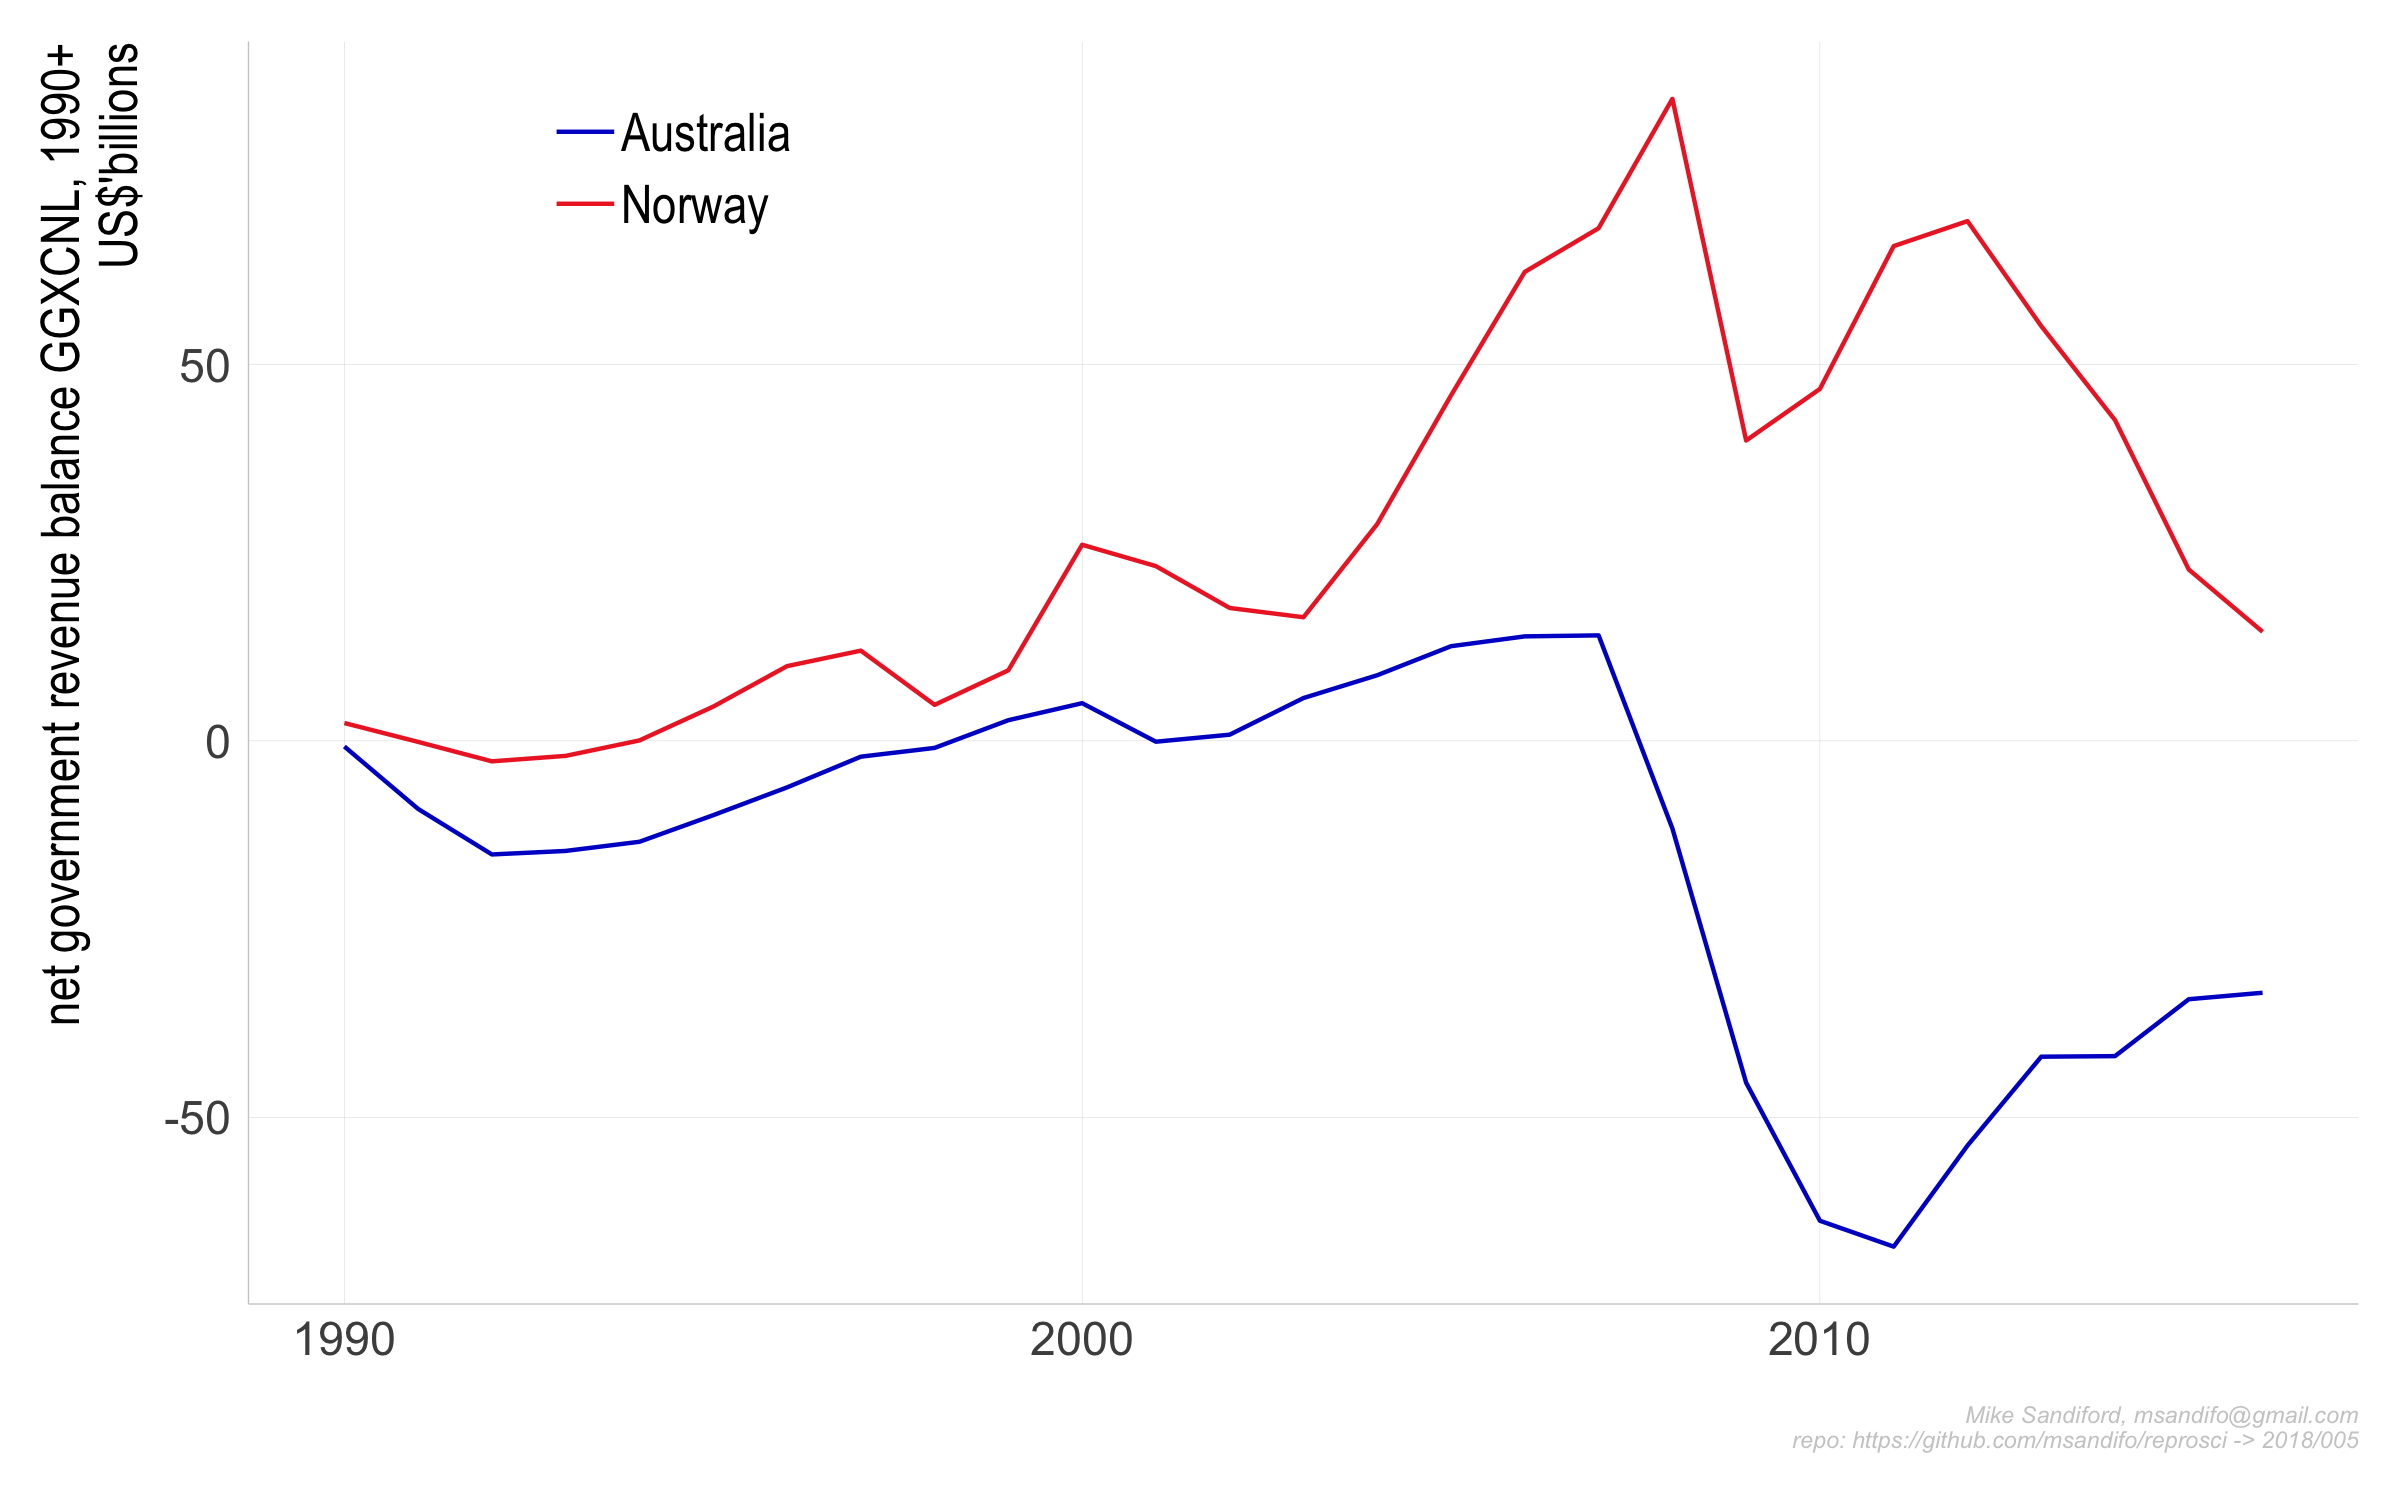 net government revenue balance GGXCNL, 1990+
US$'billions
Australia
Norway
50
0
-50
1990
2000
2010
Mike Sandiford, msandifo@gmail.com
repo: https://github.com/msandifo/reprosci -> 2018/005